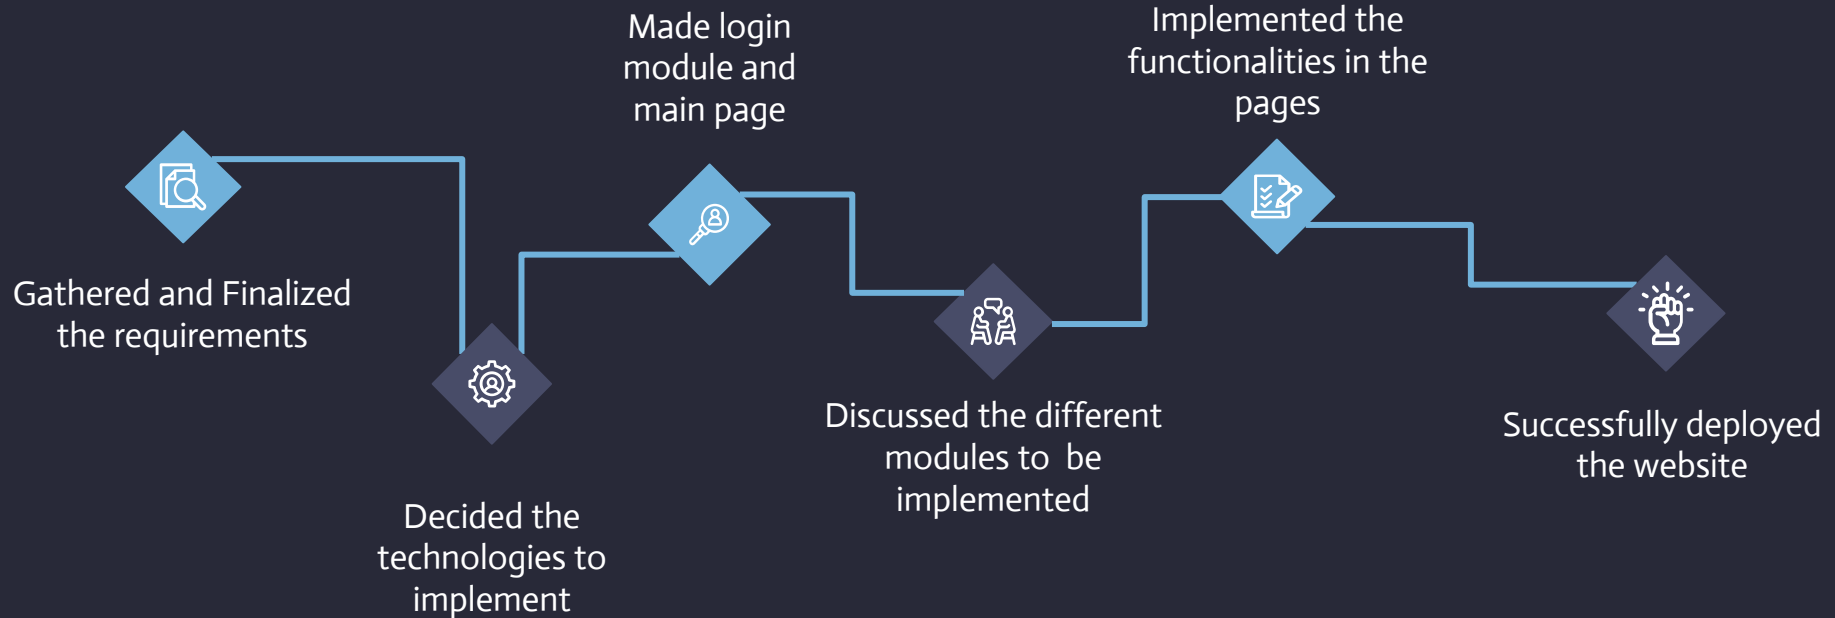 Gathered and Finalized
the requirements
Decided the
technologies to
implement
Made login
module and
main page
Discussed the different
modules to  be
implemented
Implemented the
functionalities in the
pages
Successfully deployed
the website